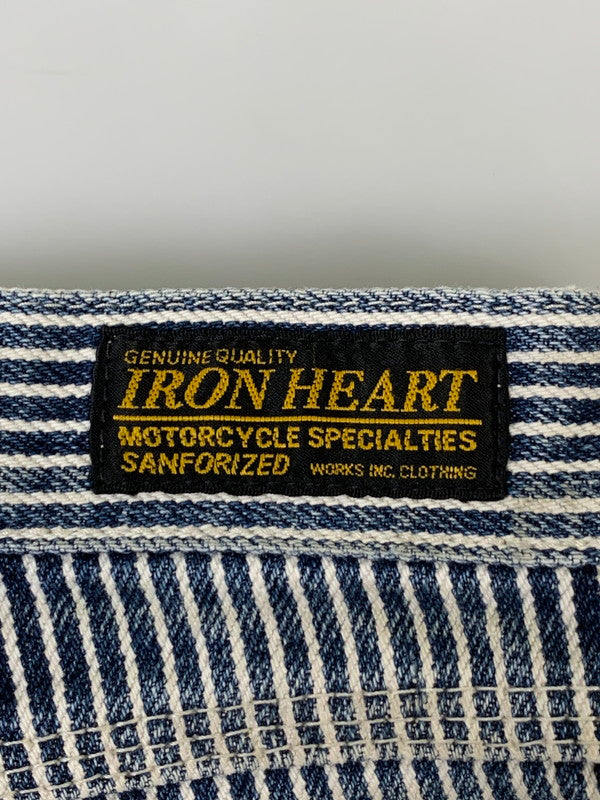 GENUINE QUALITY
IRON HEART
MOTORCYCLE SPECIALTIES
SANFORIZED WORKS INC. CLOTHING